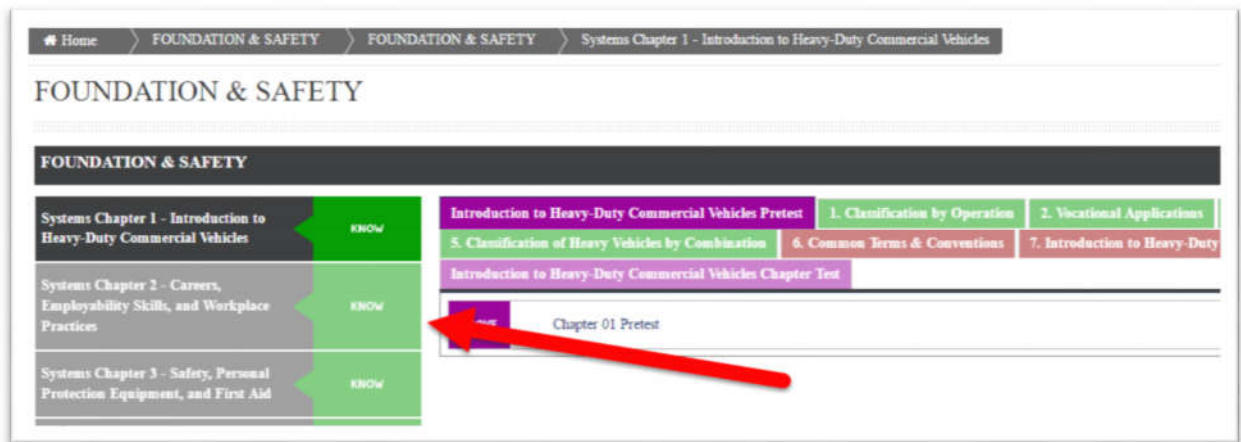 Home FOUNDATION & SAFETY FOUNDATION & SAFETY Systems Chapter 1 - Introduction to Heavy-Duty Commercial Vehicles
FOUNDATION & SAFETY
FOUNDATION & SAFETY
Systems Chapter 1 - Introduction to
Heavy-Duty Commercial Vehicles
KNOW
Systems Chapter 2 - Careers,
Employability Skills, and Workplace
Practices
KNOW
Systems Chapter 3 - Safety, Personal
Protection Equipment, and First Aid
KNOW
Introduction to Heavy-Duty Commercial Vehicles Pretest 1. Classification by Operation 2. Vocational Applications
5. Classification of Heavy Vehicles by Combination 6. Common Terms & Conventions 7. Introduction to Heavy-Duty
Introduction to Heavy-Duty Commercial Vehicles Chapter Test
Chapter 01 Pretest